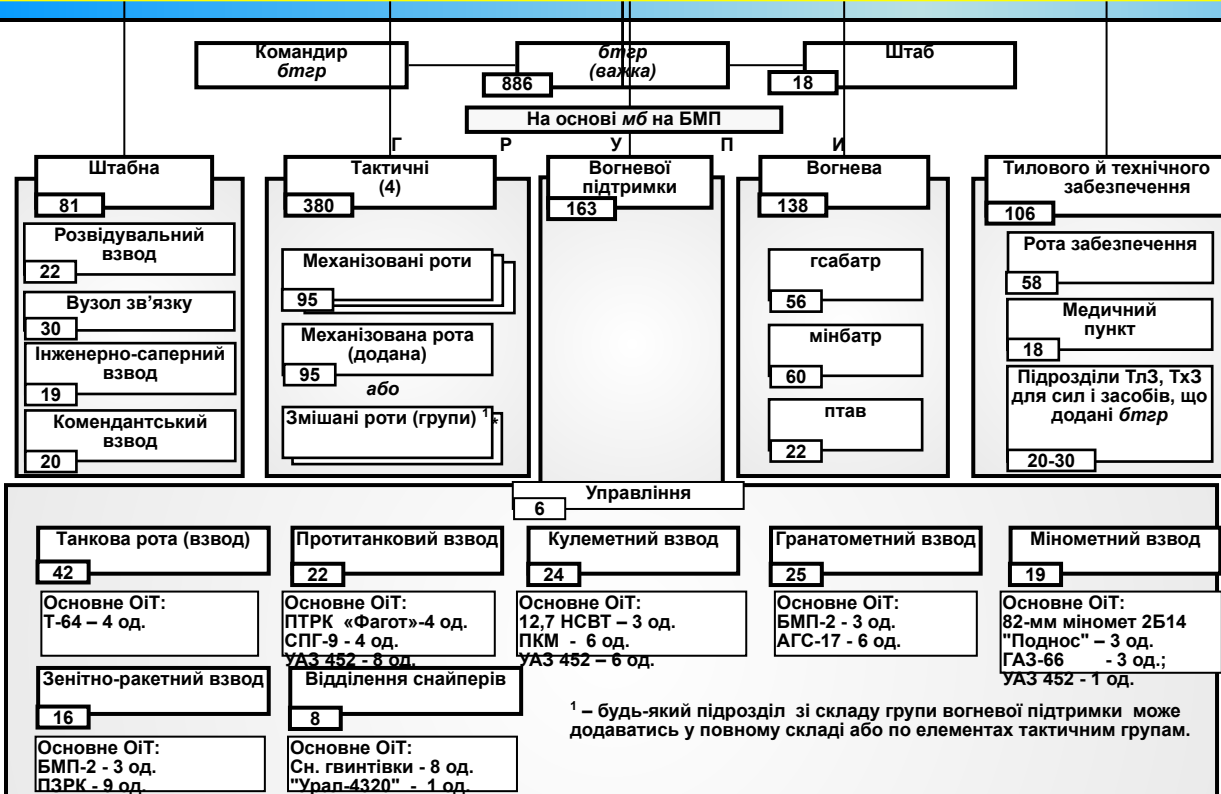 Командир
бтгр
бтгр
(важка)
886
Штаб
18
На основі мб на БМП
Г Р У П И
Штабна
81
Розвідувальний
взвод
22
Вузол зв’язку
30
Інженерно-саперний
взвод
19
Комендантський
взвод
20
Тактичні
(4)
380
Механізовані роти
95
Механізована рота
(додана)
95
або
Змішані роти (групи) 1 *
Вогневої
підтримки
163
Вогнева
138
гсабатр
56
мінбатр
60
птав
22
Тилового й технічного
забезпечення
106
Рота забезпечення
58
Медичний
пункт
18
Підрозділи ТлЗ, ТхЗ
для сил і засобів, що
додані бтгр
20-30
Управління
6
Танкова рота (взвод)
42
Основне ОіТ:
Т-64 – 4 од.
Протитанковий взвод
22
Основне ОіТ:
ПТРК «Фагот»-4 од.
СПГ-9 - 4 од.
УАЗ 452 - 8 од.
Кулеметний взвод
24
Основне ОіТ:
12,7 НСВТ – 3 од.
ПКМ - 6 од.
УАЗ 452 – 6 од.
Гранатометний взвод
25
Основне ОіТ:
БМП-2 - 3 од.
АГС-17 - 6 од.
Мінометний взвод
19
Основне ОіТ:
82-мм міномет 2Б14
"Поднос" – 3 од.
ГАЗ-66 - 3 од.;
УАЗ 452 - 1 од.
Зенітно-ракетний взвод
16
Основне ОіТ:
БМП-2 - 3 од.
ПЗРК - 9 од.
Відділення снайперів
8
Основне ОіТ:
Сн. гвинтівки - 8 од.
"Урал-4320" - 1 од.
1 – будь-який підрозділ зі складу групи вогневої підтримки може
додаватись у повному складі або по елементах тактичним групам.